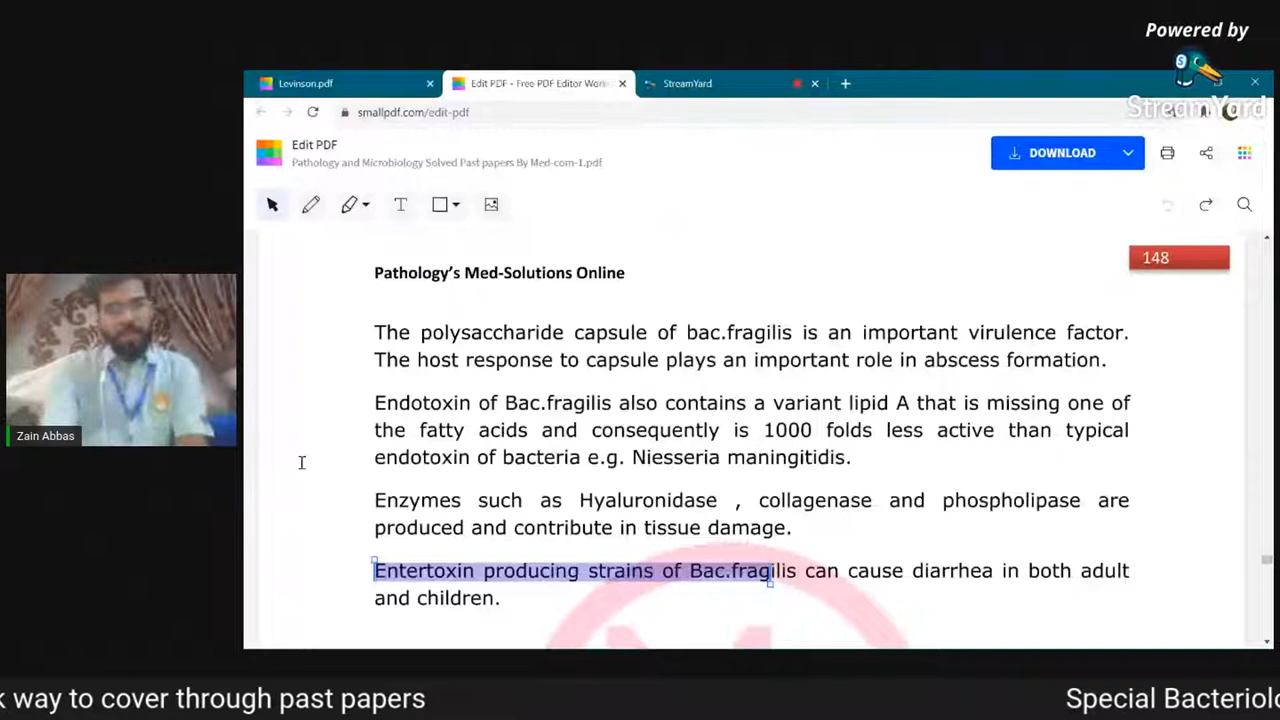 Powered by
StreamYard
Levinson.pdf
Edit PDF - Free PDF Editor
StreamYard
smallpdf.com/edit-pdf
Edit PDF
Pathology and Microbiology Solved Past papers By Med-com-1.pdf
DOWNLOAD
T
148
Pathology's Med-Solutions Online
The polysaccharide capsule of bac.fragilis is an important virulence factor.
The host response to capsule plays an important role in abscess formation.
Endotoxin of Bac.fragilis also contains a variant lipid A that is missing one of
the fatty acids and consequently is 1000 folds less active than typical
endotoxin of bacteria e.g. Niesseria maningitidis.
Enzymes such as Hyaluronidase , collagenase and phospholipase are
produced and contribute in tissue damage.
Entertoxin producing strains of Bac.fragilis can cause diarrhea in both adult
and children.
Zain Abbas
k way to cover through past papers
Special Bacteriolo